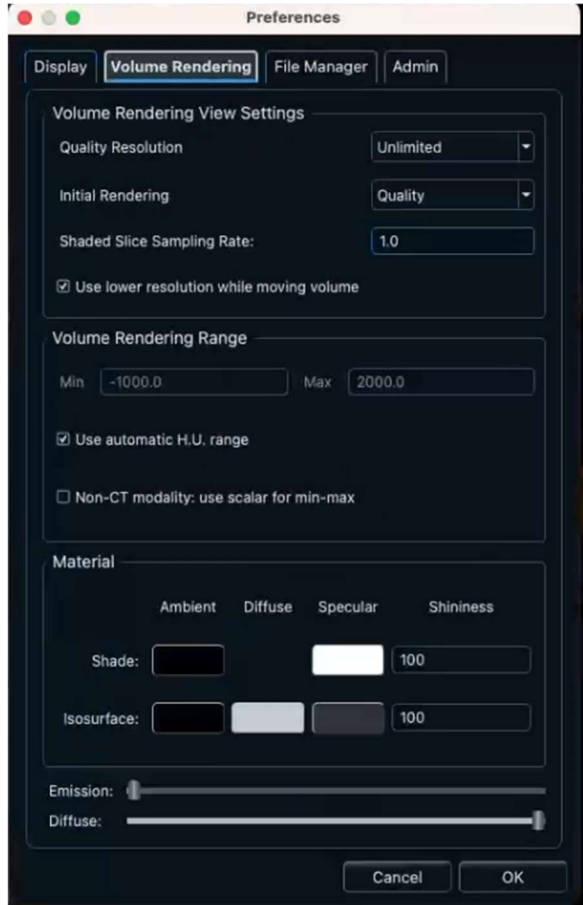 Preferences
Display Volume Rendering File Manager Admin
Volume Rendering View Settings
Quality Resolution Unlimited
Initial Rendering Quality
Shaded Slice Sampling Rate: 1.0
Use lower resolution while moving volume
Volume Rendering Range
Min -1000.0 Max 2000.0
Use automatic H.U. range
Non-CT modality: use scalar for min-max
Material
Ambient Diffuse Specular Shininess
Shade: 100
Isosurface: 100
Emission:
Diffuse:
Cancel OK